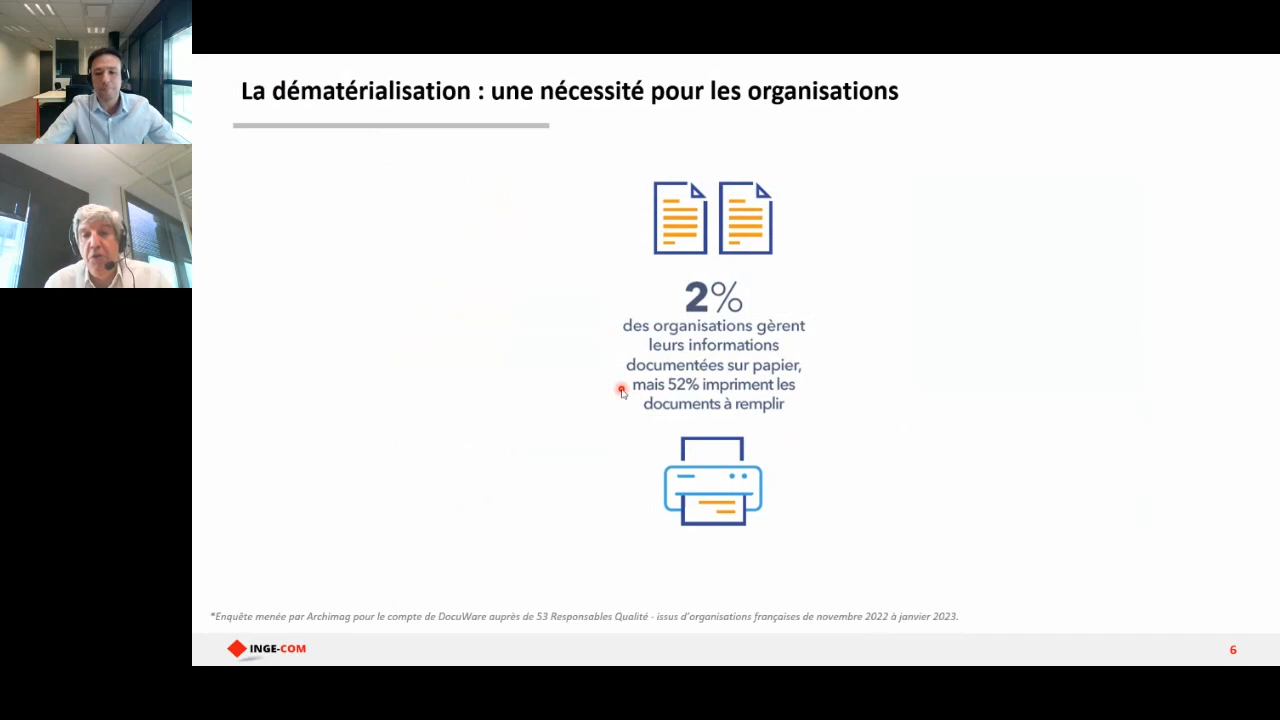 La dématérialisation : une nécessité pour les organisations
2%
des organisations gèrent
leurs informations
documentées sur papier,
mais 52% impriment les
documents à remplir
*Enquête menée par Archimag pour le compte de DocuWare auprès de 53 Responsables Qualité - issus d'organisations françaises de novembre 2022 à janvier 2023.
INGE-COM
6